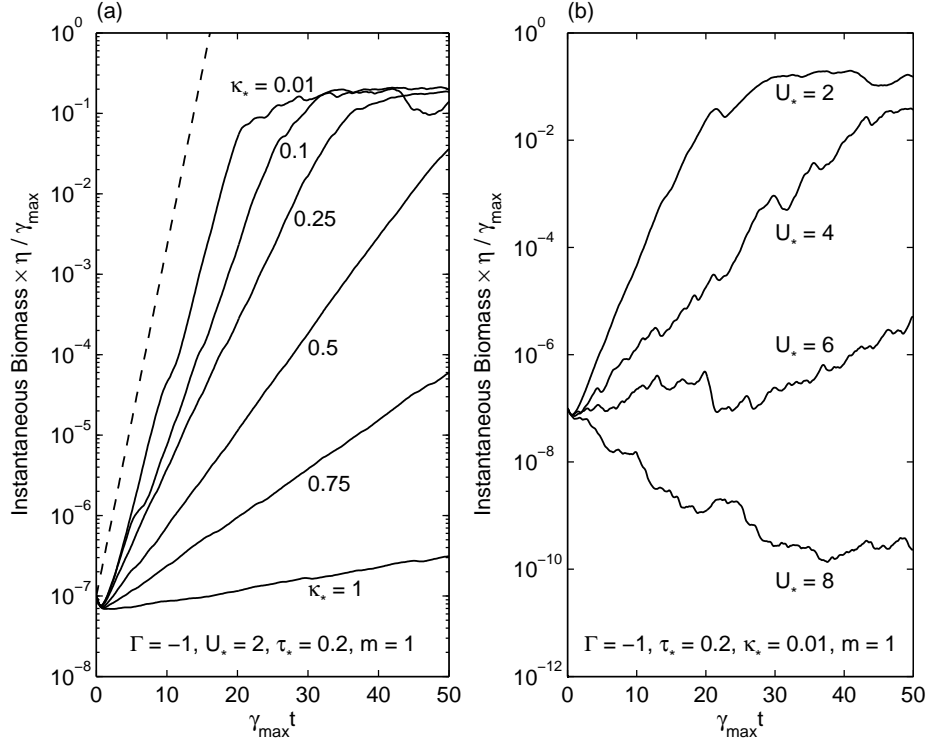 (a)
Instantaneous Biomass × η / γmax
10^0
10^-1
10^-2
10^-3
10^-4
10^-5
10^-6
10^-7
10^-8
κ* = 0.01
0.1
0.25
0.5
0.75
κ* = 1
Γ = −1, U* = 2, τ* = 0.2, m = 1
0 10 20 30 40 50
γmax t
(b)
Instantaneous Biomass × η / γmax
10^0
10^-2
10^-4
10^-6
10^-8
10^-10
10^-12
U* = 2
U* = 4
U* = 6
U* = 8
Γ = −1, τ* = 0.2, κ* = 0.01, m = 1
0 10 20 30 40 50
γmax t